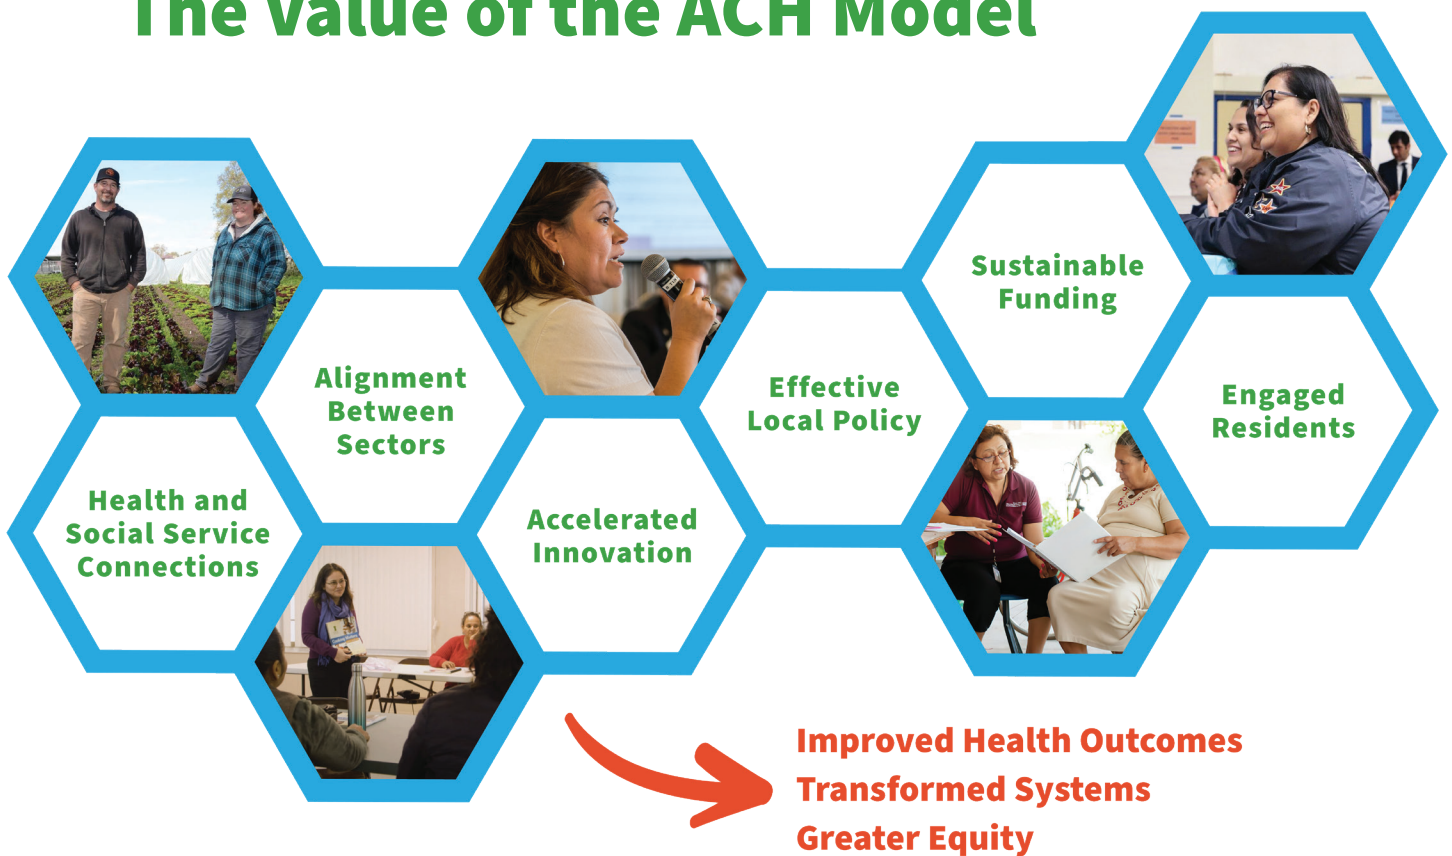 The Value of the ACH Model
Sustainable
Funding
Alignment
Between
Sectors
Effective
Local Policy
Engaged
Residents
Health and
Social Service
Connections
Accelerated
Innovation
Improved Health Outcomes
Transformed Systems
Greater Equity